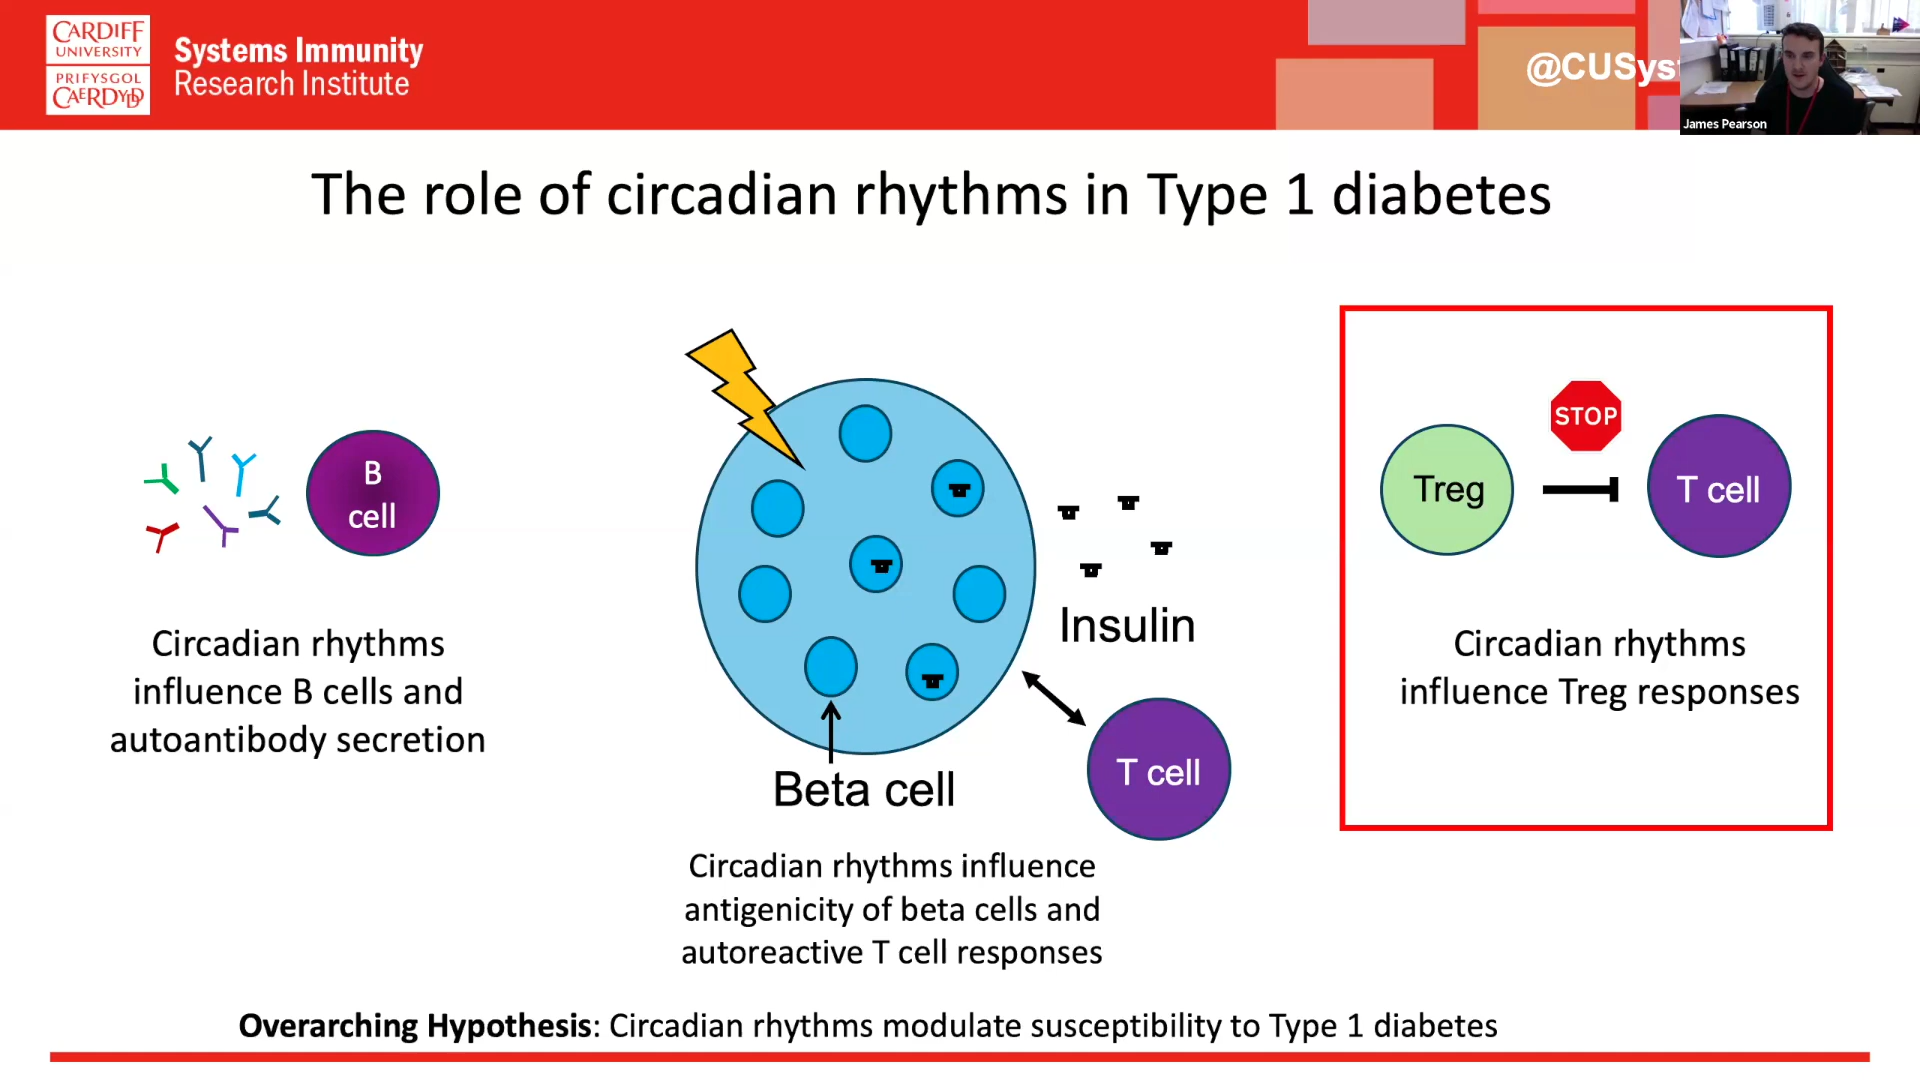 CARDIFF
UNIVERSITY
PRIFYSGOL
CAERDYDD
Systems Immunity
Research Institute
@CUSys
James Pearson
The role of circadian rhythms in Type 1 diabetes
B
cell
Circadian rhythms
influence B cells and
autoantibody secretion
Insulin
Beta cell
T cell
Circadian rhythms influence
antigenicity of beta cells and
autoreactive T cell responses
STOP
Treg
T cell
Circadian rhythms
influence Treg responses
Overarching Hypothesis: Circadian rhythms modulate susceptibility to Type 1 diabetes